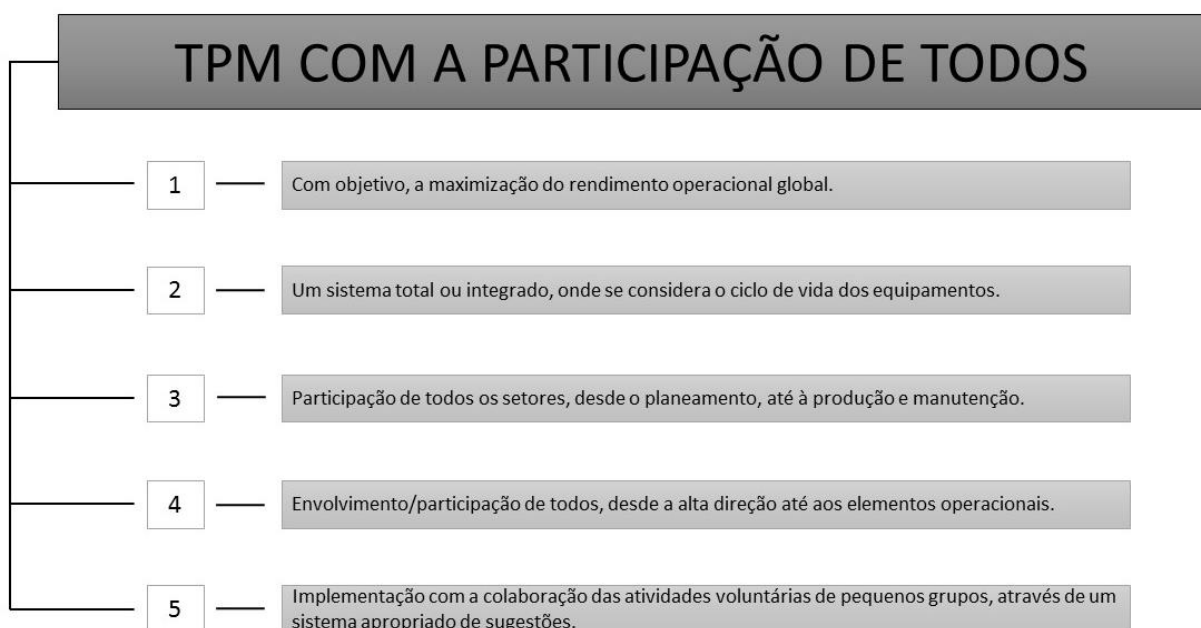 TPM COM A PARTICIPAÇÃO DE TODOS
1
Com objetivo, a maximização do rendimento operacional global.
2
Um sistema total ou integrado, onde se considera o ciclo de vida dos equipamentos.
3
Participação de todos os setores, desde o planeamento, até à produção e manutenção.
4
Envolvimento/participação de todos, desde a alta direção até aos elementos operacionais.
5
Implementação com a colaboração das atividades voluntárias de pequenos grupos, através de um
sistema apropriado de sugestões.